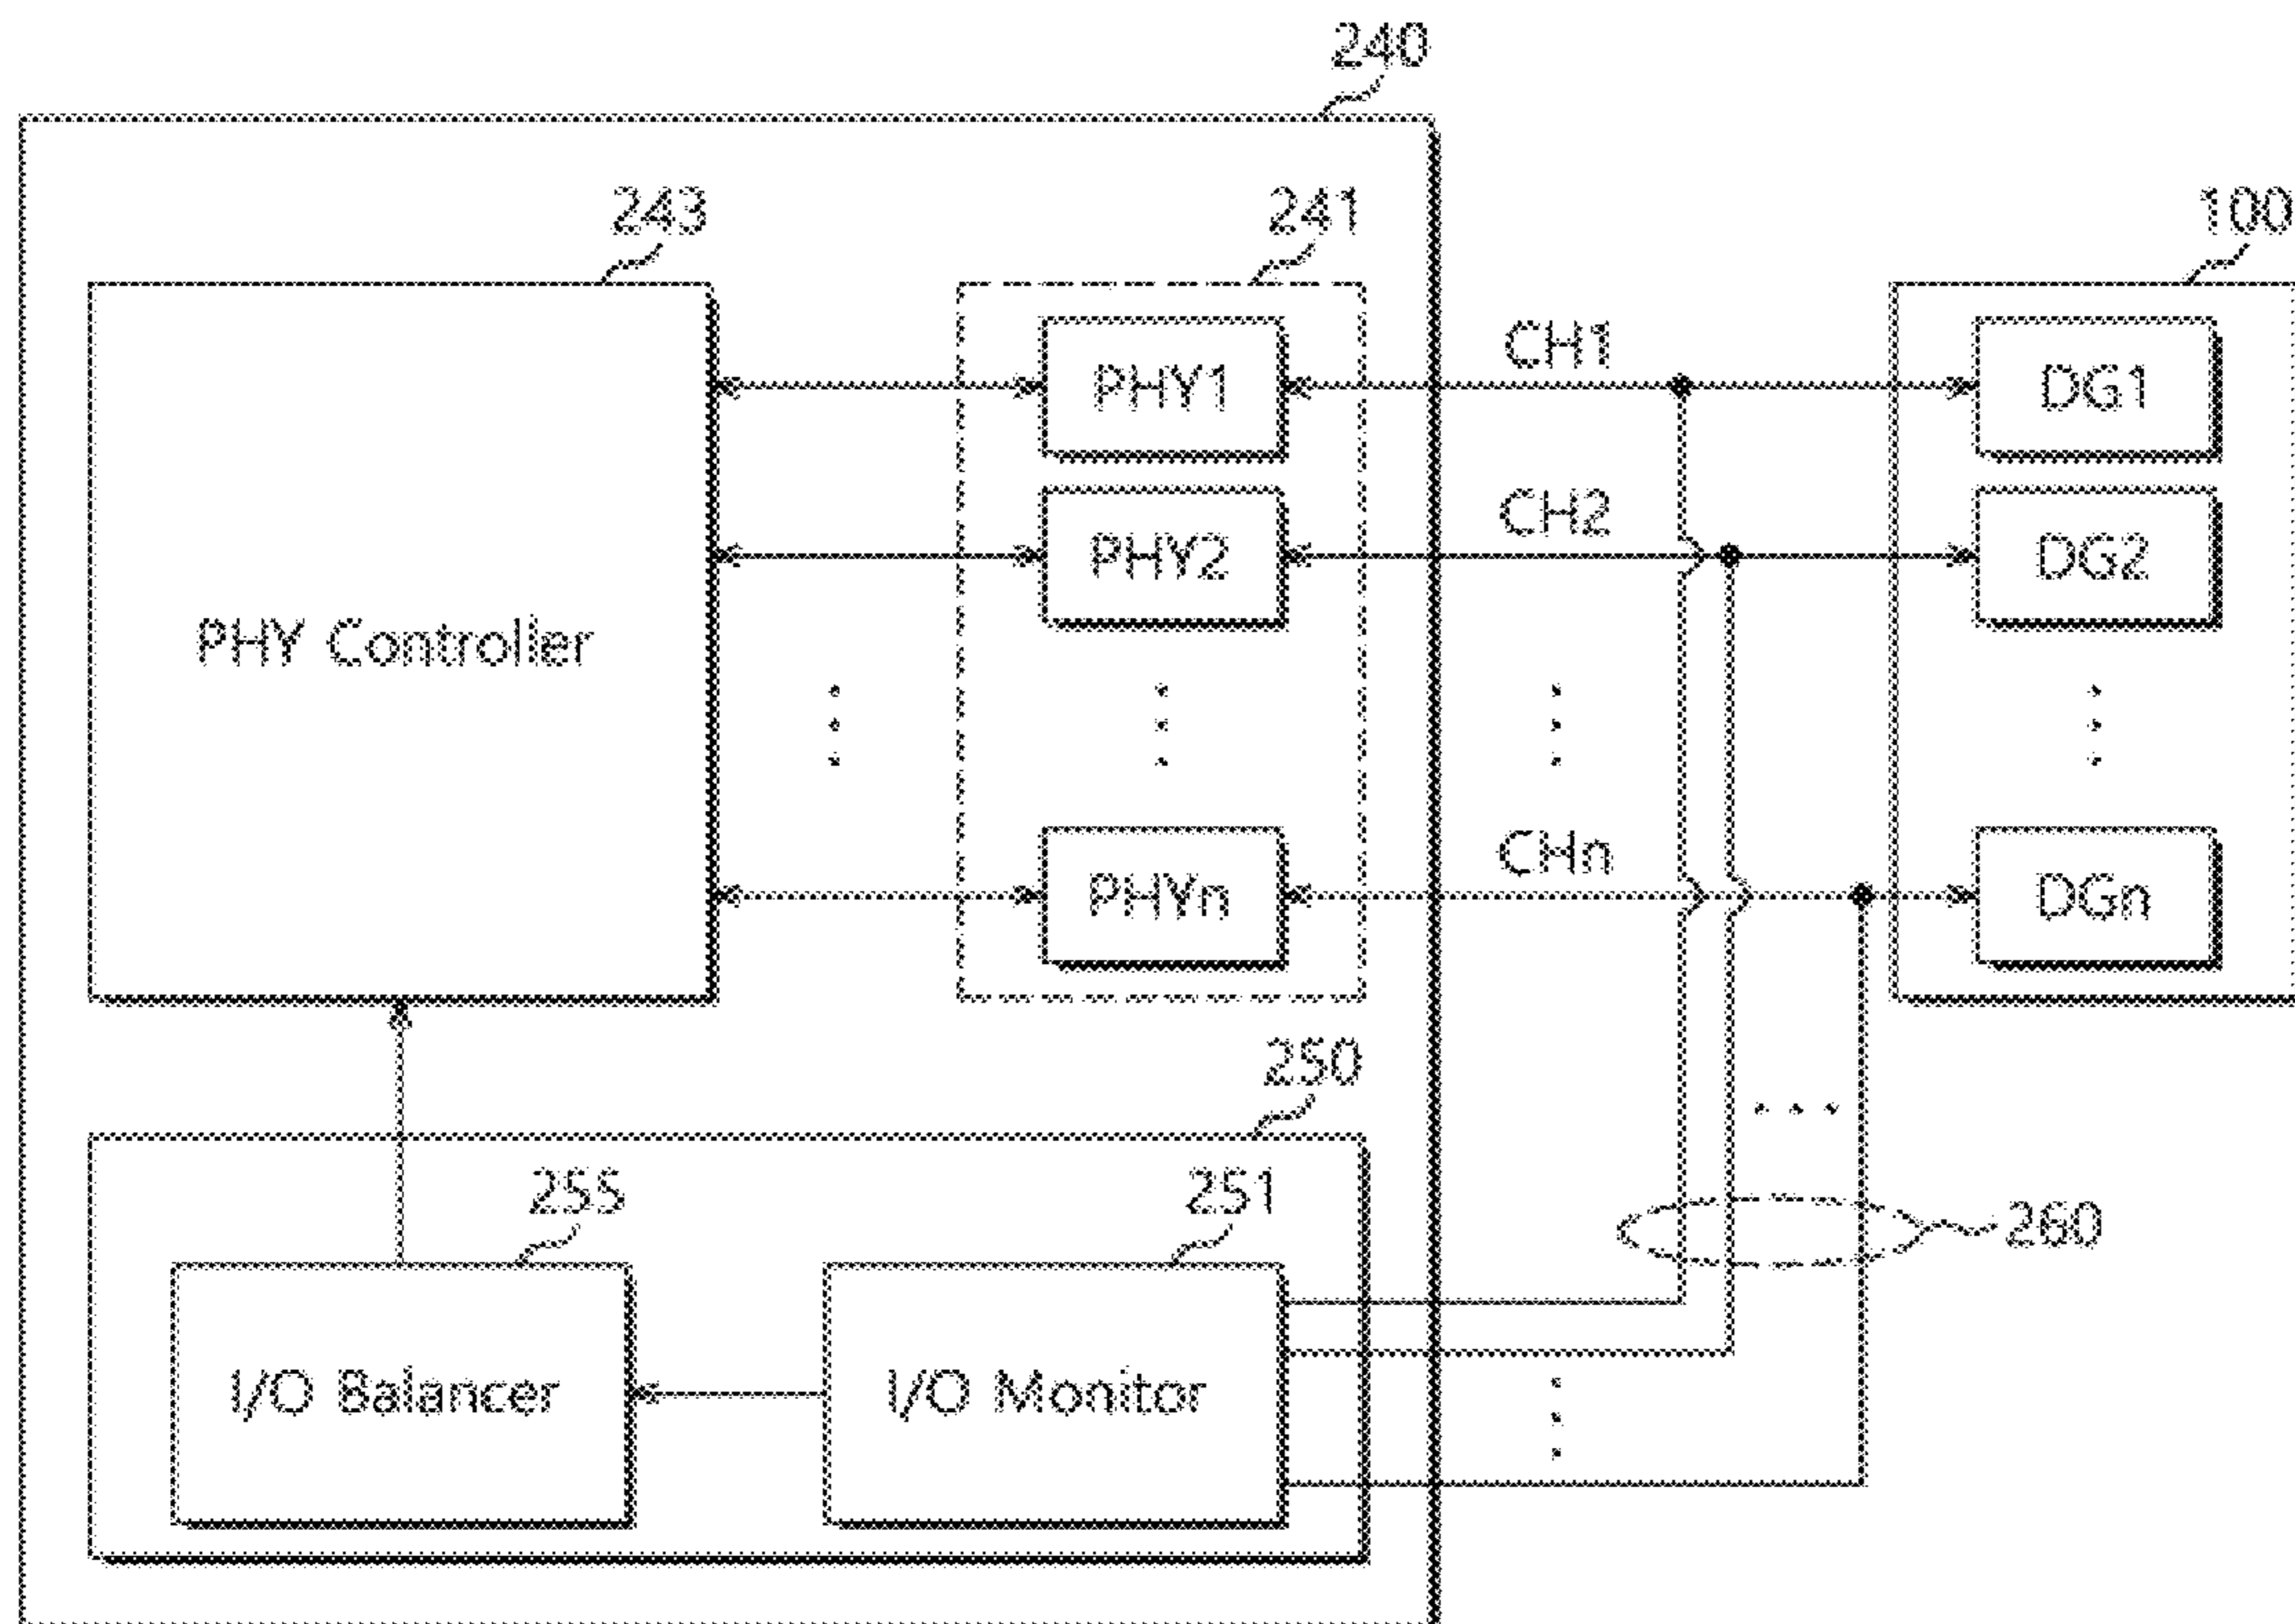 240
243
241
100
CH1
PHY1
DG1
CH2
PHY2
DG2
PHY Controller
CHn
PHYn
DGn
250
255
251
260
I/O Balancer
I/O Monitor